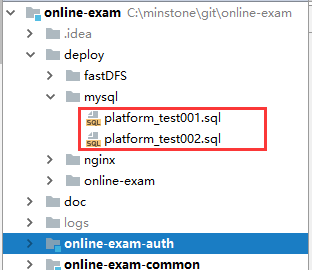 online-exam C:\minstone\git\online-exam
.idea
deploy
fastDFS
mysql
SQL platform_test001.sql
SQL platform_test002.sql
nginx
online-exam
doc
logs
online-exam-auth
online-exam-common